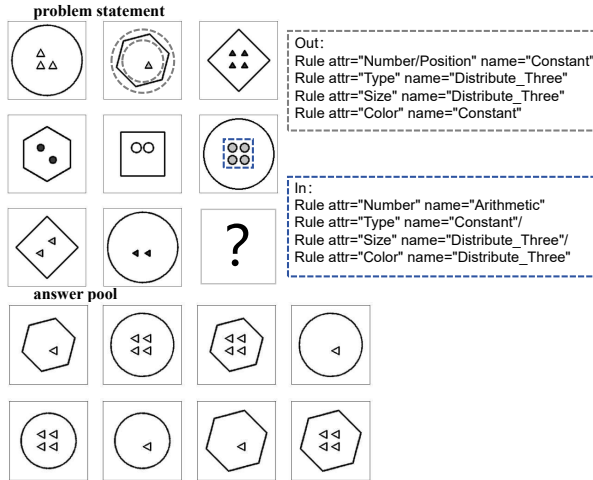 problem statement
Out:
Rule attr="Number/Position" name="Constant"
Rule attr="Type" name="Distribute_Three"
Rule attr="Size" name="Distribute_Three"
Rule attr="Color" name="Constant"
In:
Rule attr="Number" name="Arithmetic"
Rule attr="Type" name="Constant"/
Rule attr="Size" name="Distribute_Three"/
Rule attr="Color" name="Distribute_Three"
?
answer pool